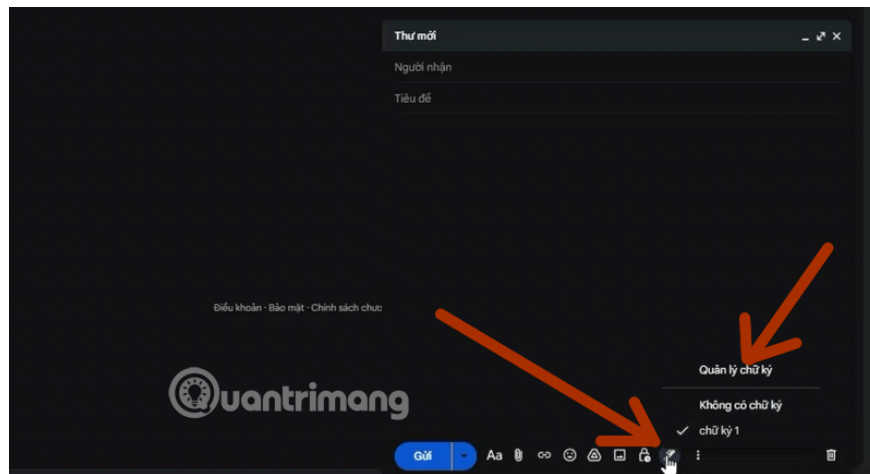 Thư mới
Người nhận
Tiêu đề
Điều khoản - Bảo mật - Chính sách chươ
Quantrimang
Quản lý chữ ký
Không có chữ ký
chữ ký 1
Gửi Aa